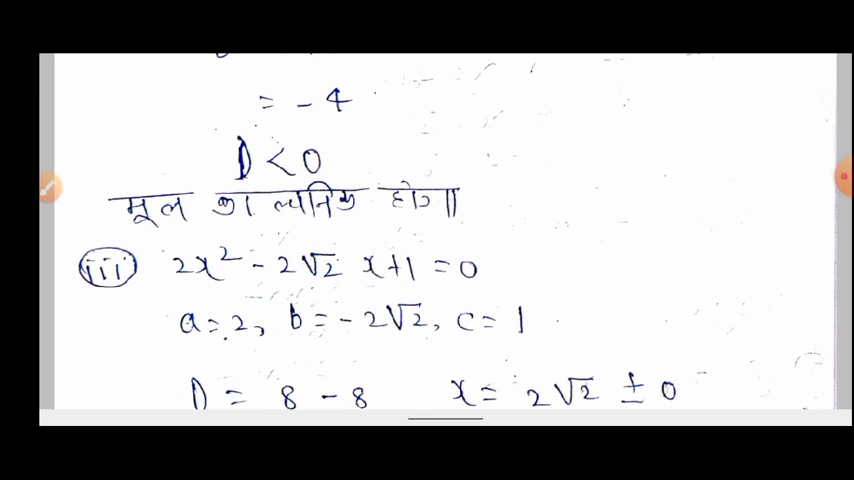 = - 4
D < 0
मूल काल्पनिक होगा
iii 2x² - 2√2 x + 1 = 0
a = 2, b = - 2√2, c = 1
D = 8 - 8 x = 2√2 ± 0